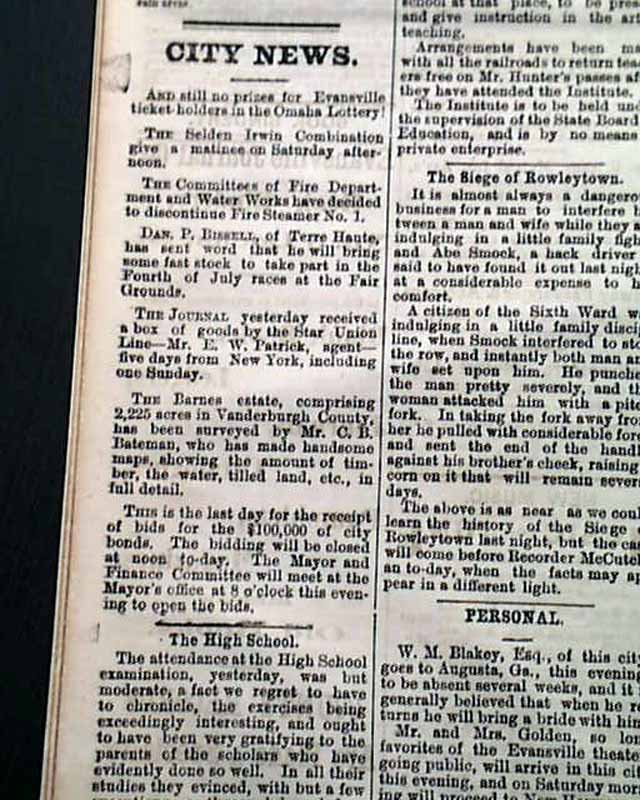 CITY NEWS.
AND still no prizes for Evansville
ticket-holders in the Omaha Lottery!
THE Selden Irwin Combination
give a matinee on Saturday after-
noon.
THE Committees of Fire Depart-
ment and Water Works have decided
to discontinue Fire Steamer No. 1.
DAN. P. BISSELL, of Terre Haute,
has sent word that he will bring
some fast stock to take part in the
Fourth of July races at the Fair
Grounds.
THE JOURNAL yesterday received
a box of goods by the Star Union
Line—Mr. E. W. Patrick, agent—
five days from New York, including
one Sunday.
THE Barnes estate, comprising
2,225 acres in Vanderburgh County,
has been surveyed by Mr. C. B.
Bateman, who has made handsome
maps, showing the amount of tim-
ber, the water, tilled land, etc., in
full detail.
THIS is the last day for the receipt
of bids for the $100,000 of city
bonds. The bidding will be closed
at noon to-day. The Mayor and
Finance Committee will meet at the
Mayor's office at 8 o'clock this even-
ing to open the bids.
The High School.
The attendance at the High School
examination, yesterday, was but
moderate, a fact we regret to have
to chronicle, the exercises being
exceedingly interesting, and ought
to have been very gratifying to the
parents of the scholars who have
evidently done so well. In all their
studies they evinced, with but a few
school at that place, to be
and give instruction in the
teaching.
Arrangements have been
with all the railroads to return
ers free on Mr. Hunter's passes
they have attended the Institute.
The Institute is to be held
the supervision of the State Board
Education, and is by no means
private enterprise.
The Siege of Rowleytown.
It is almost always a
business for a man to interfere
tween a man and wife while they
indulging in a little family
and Abe Smock, a hack driver
said to have found it out last
at a considerable expense to
comfort.
A citizen of the Sixth Ward
indulging in a little family
line, when Smock interfered to
the row, and instantly both man
wife set upon him. He
the man pretty severely, and
woman attacked him with a
fork. In taking the fork away
her he pulled with considerable
and sent the end of the
against his brother's cheek, raising
corn on it that will remain
days.
The above is as near as we
learn the history of the Siege
Rowleytown last night, but the
will come before Recorder
an to-day, when the facts may
pear in a different light.
PERSONAL.
W. M. Blakey, Esq., of this
goes to Augusta, Ga., this evening
to be absent several weeks, and it
generally believed that when he
turns he will bring a bride with
Mr. and Mrs. Golden, so
favorites of the Evansville
going public, will arrive in this
this evening, and on Saturday
ing will proceed to